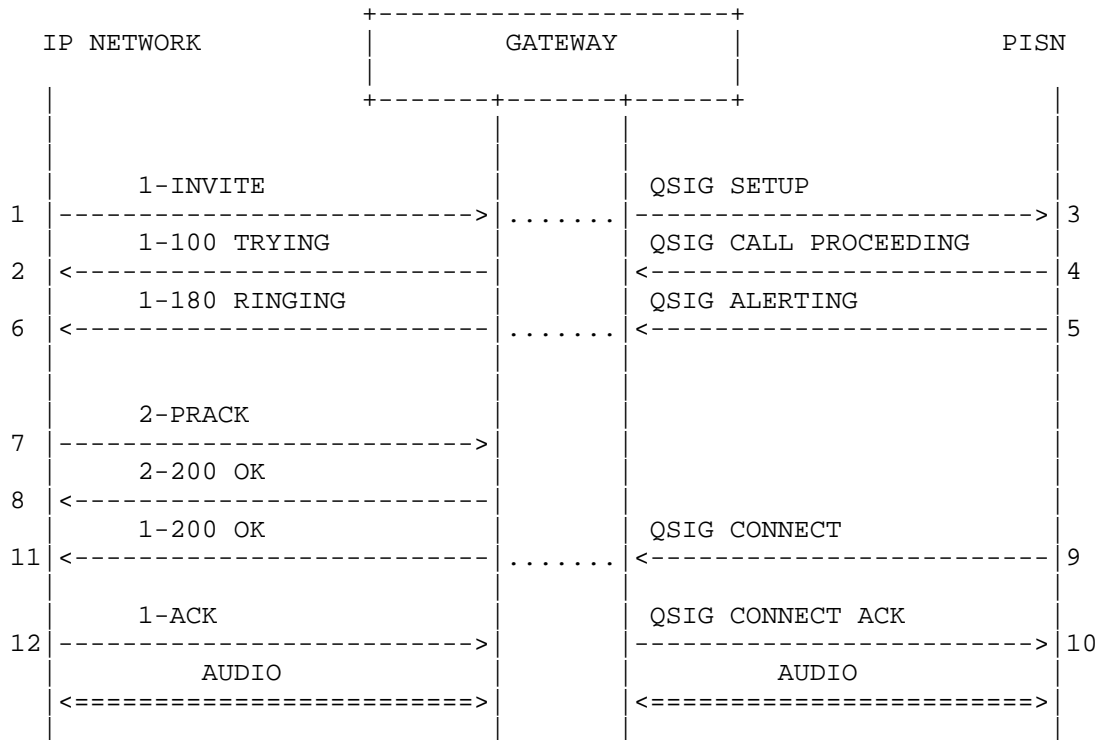 IP NETWORK GATEWAY PISN
1-INVITE QSIG SETUP
1 3
1-100 TRYING QSIG CALL PROCEEDING
2 4
1-180 RINGING QSIG ALERTING
6 5
2-PRACK
7
2-200 OK
8
1-200 OK QSIG CONNECT
11 9
1-ACK QSIG CONNECT ACK
12 10
AUDIO AUDIO